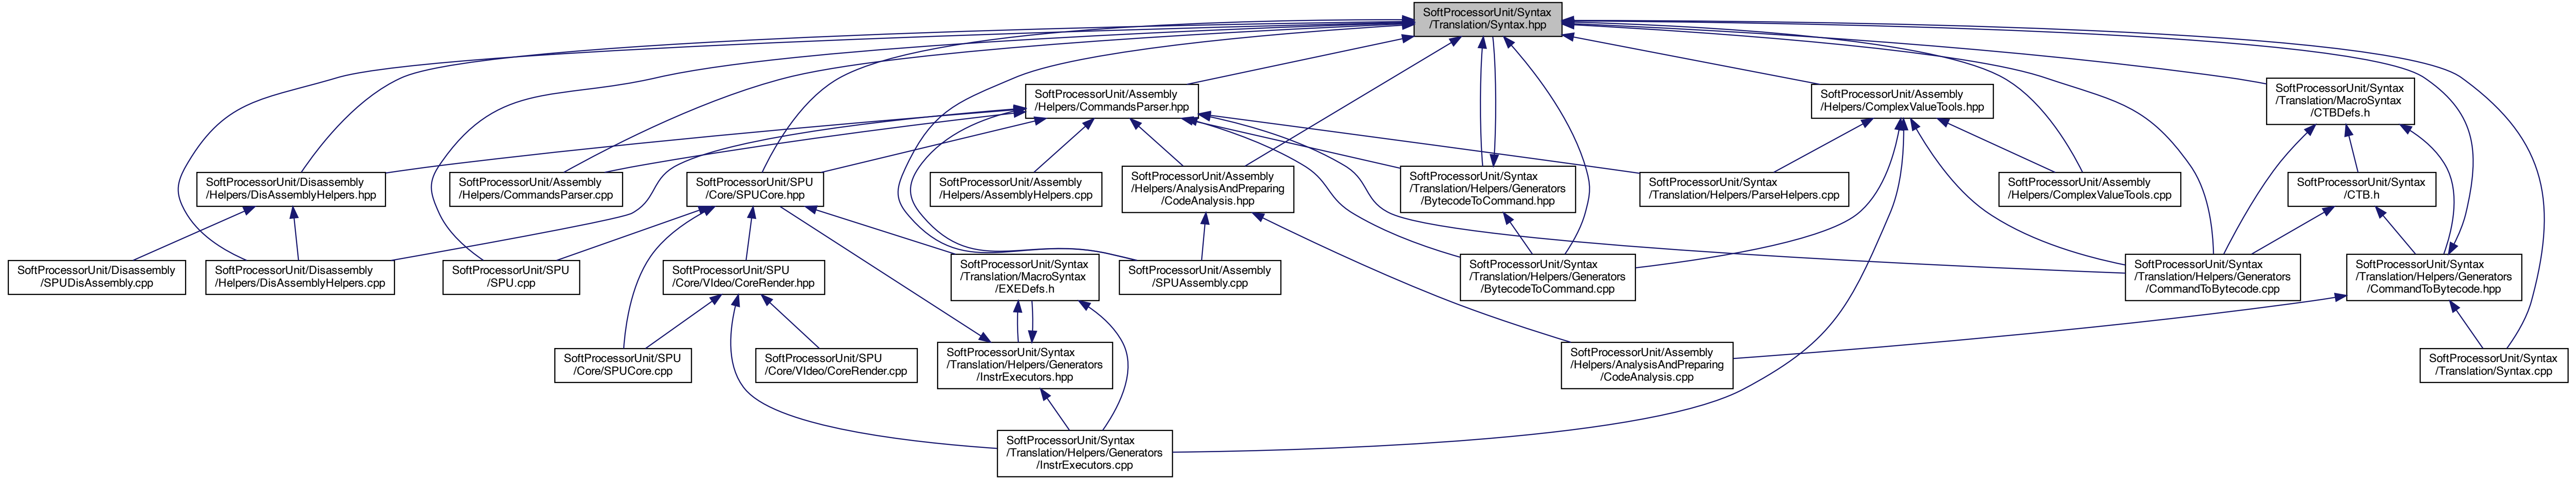 SoftProcessorUnit/Syntax
/Translation/Syntax.hpp
SoftProcessorUnit/Assembly
/Helpers/CommandsParser.hpp
SoftProcessorUnit/Assembly
/Helpers/ComplexValueTools.hpp
SoftProcessorUnit/Syntax
/Translation/MacroSyntax
/CTBDefs.h
SoftProcessorUnit/Disassembly
/Helpers/DisAssemblyHelpers.hpp
SoftProcessorUnit/Assembly
/Helpers/CommandsParser.cpp
SoftProcessorUnit/SPU
/Core/SPUCore.hpp
SoftProcessorUnit/Assembly
/Helpers/AssemblyHelpers.cpp
SoftProcessorUnit/Assembly
/Helpers/AnalysisAndPreparing
/CodeAnalysis.hpp
SoftProcessorUnit/Syntax
/Translation/Helpers/Generators
/BytecodeToCommand.hpp
SoftProcessorUnit/Syntax
/Translation/Helpers/ParseHelpers.cpp
SoftProcessorUnit/Assembly
/Helpers/ComplexValueTools.cpp
SoftProcessorUnit/Syntax
/CTB.h
SoftProcessorUnit/Disassembly
/SPUDisAssembly.cpp
SoftProcessorUnit/Disassembly
/Helpers/DisAssemblyHelpers.cpp
SoftProcessorUnit/SPU
/SPU.cpp
SoftProcessorUnit/SPU
/Core/VIdeo/CoreRender.hpp
SoftProcessorUnit/Syntax
/Translation/MacroSyntax
/EXEDefs.h
SoftProcessorUnit/Assembly
/SPUAssembly.cpp
SoftProcessorUnit/Syntax
/Translation/Helpers/Generators
/BytecodeToCommand.cpp
SoftProcessorUnit/Syntax
/Translation/Helpers/Generators
/CommandToBytecode.cpp
SoftProcessorUnit/Syntax
/Translation/Helpers/Generators
/CommandToBytecode.hpp
SoftProcessorUnit/SPU
/Core/SPUCore.cpp
SoftProcessorUnit/SPU
/Core/VIdeo/CoreRender.cpp
SoftProcessorUnit/Syntax
/Translation/Helpers/Generators
/InstrExecutors.hpp
SoftProcessorUnit/Assembly
/Helpers/AnalysisAndPreparing
/CodeAnalysis.cpp
SoftProcessorUnit/Syntax
/Translation/Syntax.cpp
SoftProcessorUnit/Syntax
/Translation/Helpers/Generators
/InstrExecutors.cpp